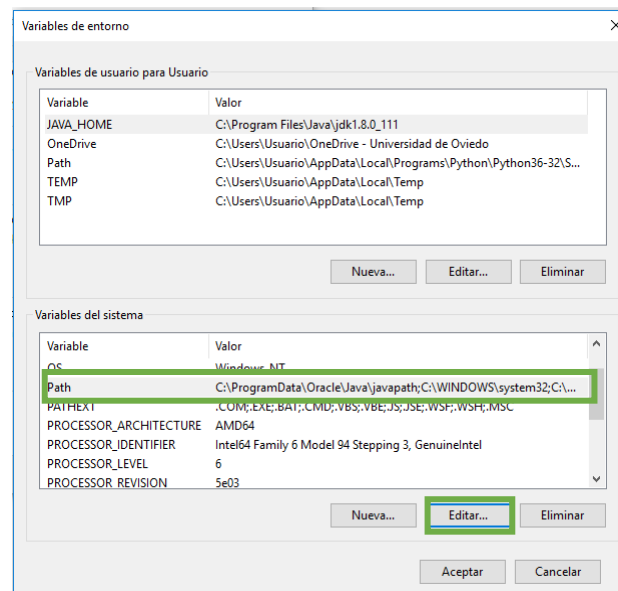 Variables de entorno
Variables de usuario para Usuario
Variable Valor
JAVA_HOME C:\Program Files\Java\jdk1.8.0_111
OneDrive C:\Users\Usuario\OneDrive - Universidad de Oviedo
Path C:\Users\Usuario\AppData\Local\Programs\Python\Python36-32\S...
TEMP C:\Users\Usuario\AppData\Local\Temp
TMP C:\Users\Usuario\AppData\Local\Temp
Nueva... Editar... Eliminar
Variables del sistema
Variable Valor
OS Windows_NT
Path C:\ProgramData\Oracle\Java\javapath;C:\WINDOWS\system32;C:\...
PATHEXT .COM;.EXE;.BAT;.CMD;.VBS;.VBE;.JS;.JSE;.WSF;.WSH;.MSC
PROCESSOR_ARCHITECTURE AMD64
PROCESSOR_IDENTIFIER Intel64 Family 6 Model 94 Stepping 3, GenuineIntel
PROCESSOR_LEVEL 6
PROCESSOR_REVISION 5e03
Nueva... Editar... Eliminar
Aceptar Cancelar